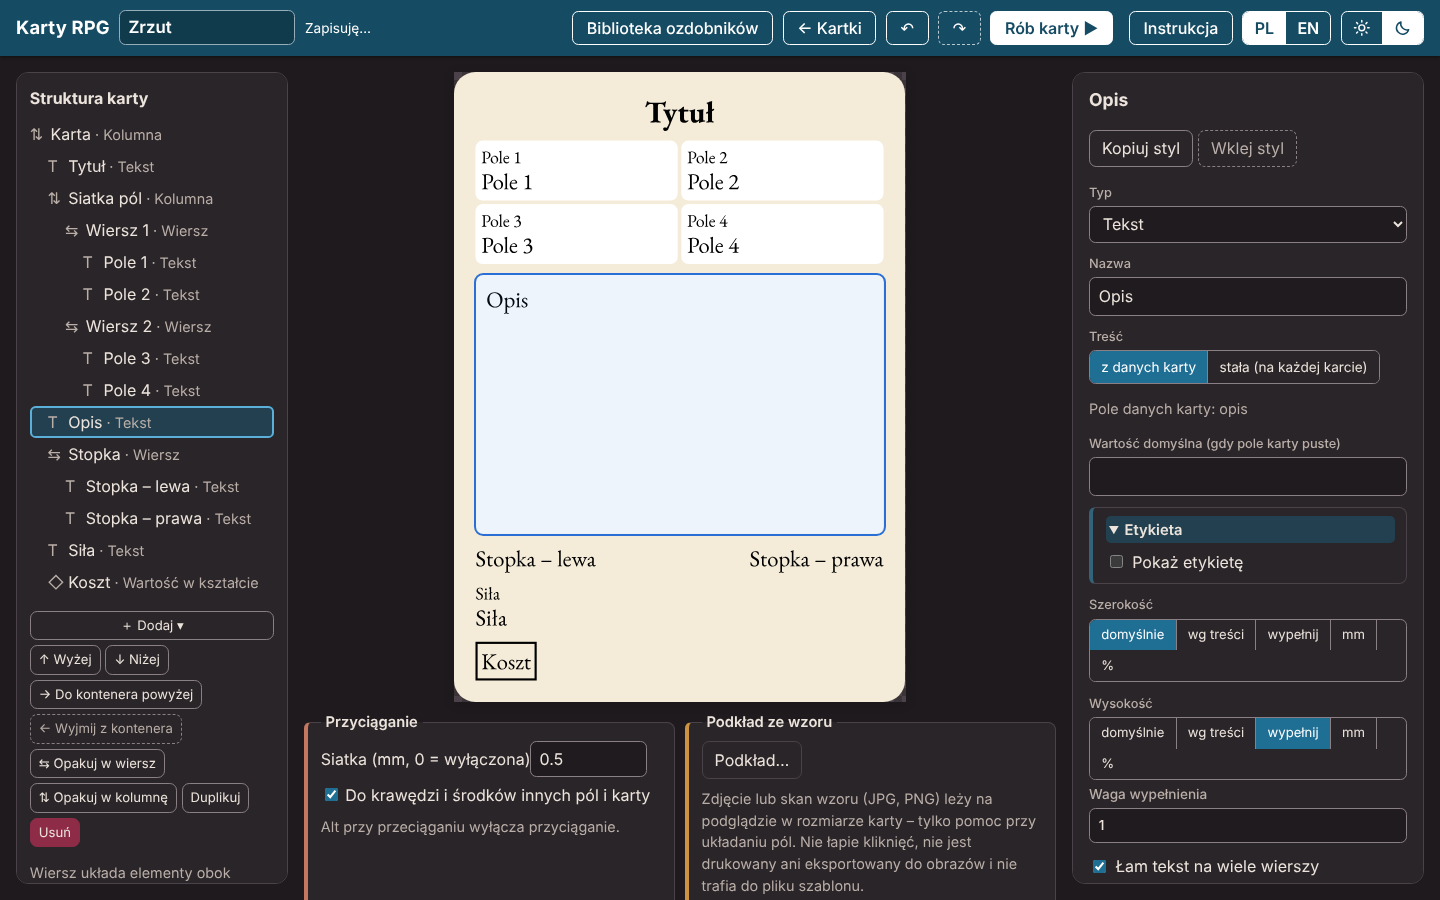 Karty RPG
Zrzut
Zapisuję...
Biblioteka ozdobników
← Kartki
↶
↷
Rób karty ▶
Instrukcja
PL
EN
Struktura karty
⇅ Karta · Kolumna
T Tytuł · Tekst
⇅ Siatka pól · Kolumna
⇆ Wiersz 1 · Wiersz
T Pole 1 · Tekst
T Pole 2 · Tekst
⇆ Wiersz 2 · Wiersz
T Pole 3 · Tekst
T Pole 4 · Tekst
T Opis · Tekst
⇆ Stopka · Wiersz
T Stopka – lewa · Tekst
T Stopka – prawa · Tekst
T Siła · Tekst
◇ Koszt · Wartość w kształcie
+ Dodaj ▾
↑ Wyżej
↓ Niżej
→ Do kontenera powyżej
← Wyjmij z kontenera
⇆ Opakuj w wiersz
⇅ Opakuj w kolumnę
Duplikuj
Usuń
Wiersz układa elementy obok
Tytuł
Pole 1
Pole 1
Pole 2
Pole 2
Pole 3
Pole 3
Pole 4
Pole 4
Opis
Stopka – lewa
Stopka – prawa
Siła
Siła
Koszt
Przyciąganie
Siatka (mm, 0 = wyłączona) 0.5
Do krawędzi i środków innych pól i karty
Alt przy przeciąganiu wyłącza przyciąganie.
Podkład ze wzoru
Podkład...
Zdjęcie lub skan wzoru (JPG, PNG) leży na
podglądzie w rozmiarze karty – tylko pomoc przy
układaniu pól. Nie łapie kliknięć, nie jest
drukowany ani eksportowany do obrazów i nie
trafia do pliku szablonu.
Opis
Kopiuj styl
Wklej styl
Typ
Tekst
Nazwa
Opis
Treść
z danych karty
stała (na każdej karcie)
Pole danych karty: opis
Wartość domyślna (gdy pole karty puste)
▼ Etykieta
Pokaż etykietę
Szerokość
domyślnie
wg treści
wypełnij
mm
%
Wysokość
domyślnie
wg treści
wypełnij
mm
%
Waga wypełnienia
1
Łam tekst na wiele wierszy